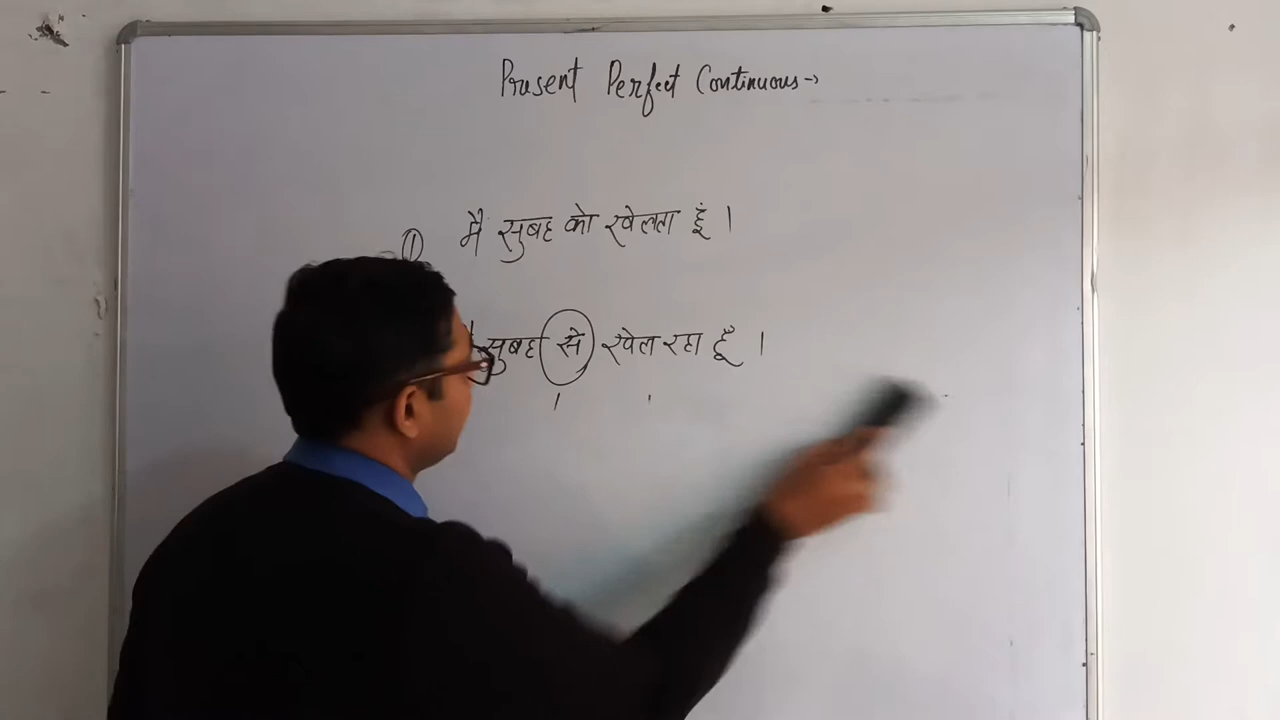 Present Perfect Continuous→
① मै सुबह को खेलता हूं ।
सुबह से खेल रहा हूँ ।